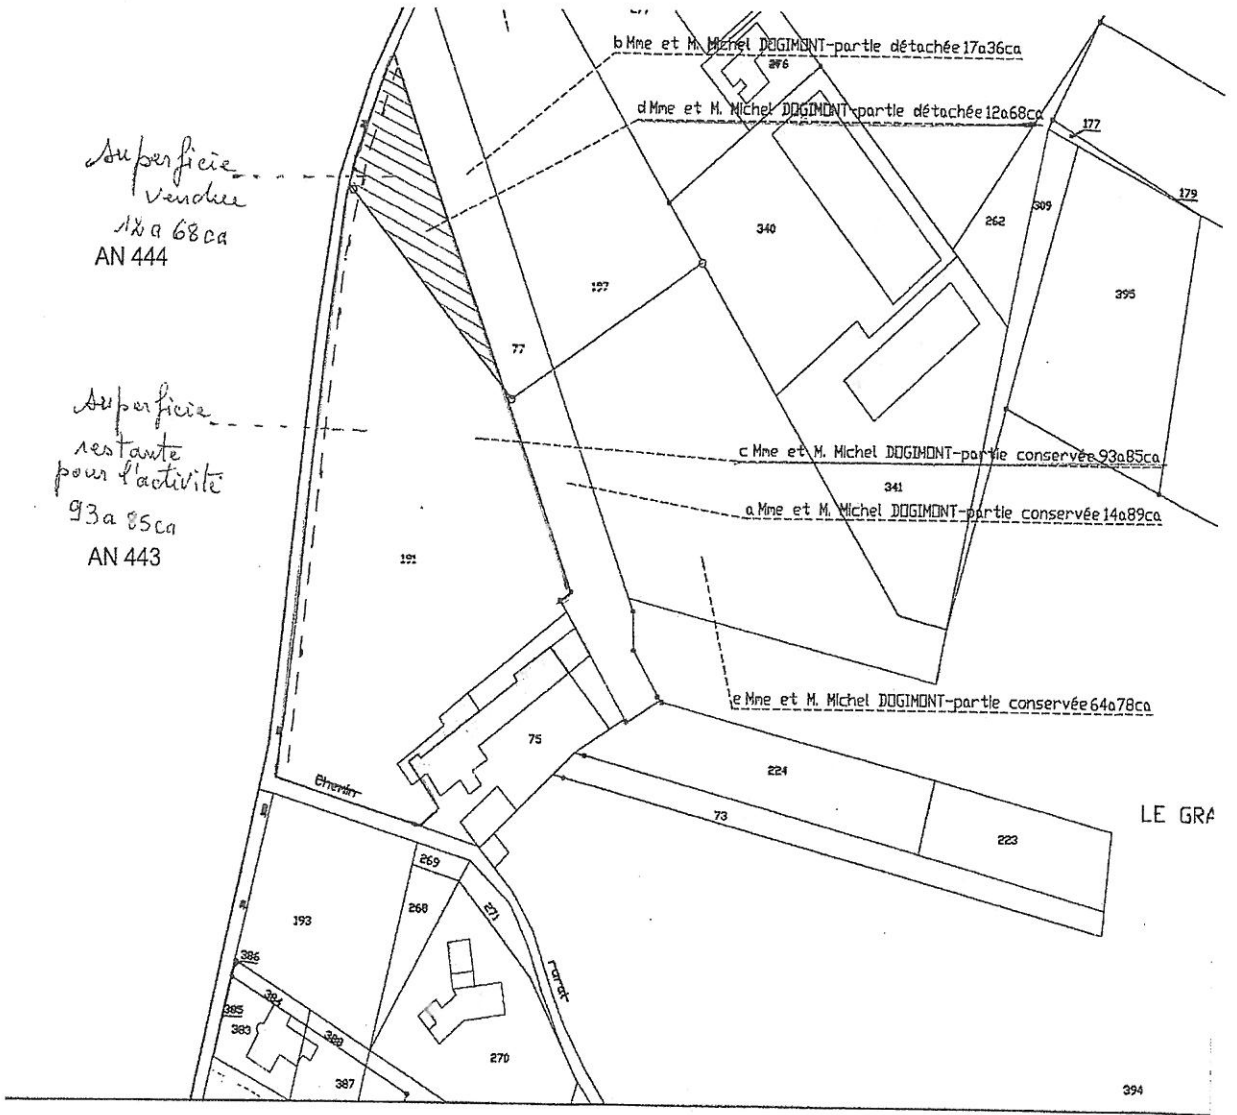 277
b Mme et M. Michel DOGIMONT-partie détachée 17a36ca
276
d Mme et M. Michel DOGIMONT-partie détachée 12a68ca
177
179
Superficie
vendue
12a 68ca
AN 444
309
262
340
197
395
77
Superficie
restante
pour l'activité
93a 85ca
AN 443
c Mme et M. Michel DOGIMONT-partie conservée 93a85ca
341
a Mme et M. Michel DOGIMONT-partie conservée 14a89ca
191
e Mme et M. Michel DOGIMONT-partie conservée 64a78ca
75
224
Chemin
73
223
LE GRA
269
268
271
193
386
rural
384
385
383
388
270
387
394